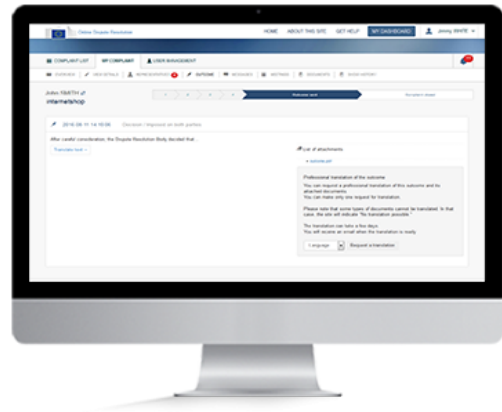 Online Dispute Resolution
HOME ABOUT THIS SITE GET HELP MY DASHBOARD Jimmy WHITE
COMPLAINT LIST MY COMPLAINT USER MANAGEMENT
OVERVIEW / VIEW DETAILS / REPRESENTATIVES / OUTCOME / MESSAGES / MEETINGS / DOCUMENTS / SHOW HISTORY
John SMITH
internetshop
Outcome sent
2016-06-11 14:10:06 Decision / Imposed on both parties
After careful consideration, the Dispute Resolution Body decided that...
Translate text
List of attachments
Professional translation of the outcome
You can request a professional translation of this outcome and its
attached documents.
You can make only one request for translation.
Please note that some types of documents cannot be translated. In that
case, the site will indicate "No translation possible."
The translation can take a few days.
You will receive an email when the translation is ready.
Language Request a translation